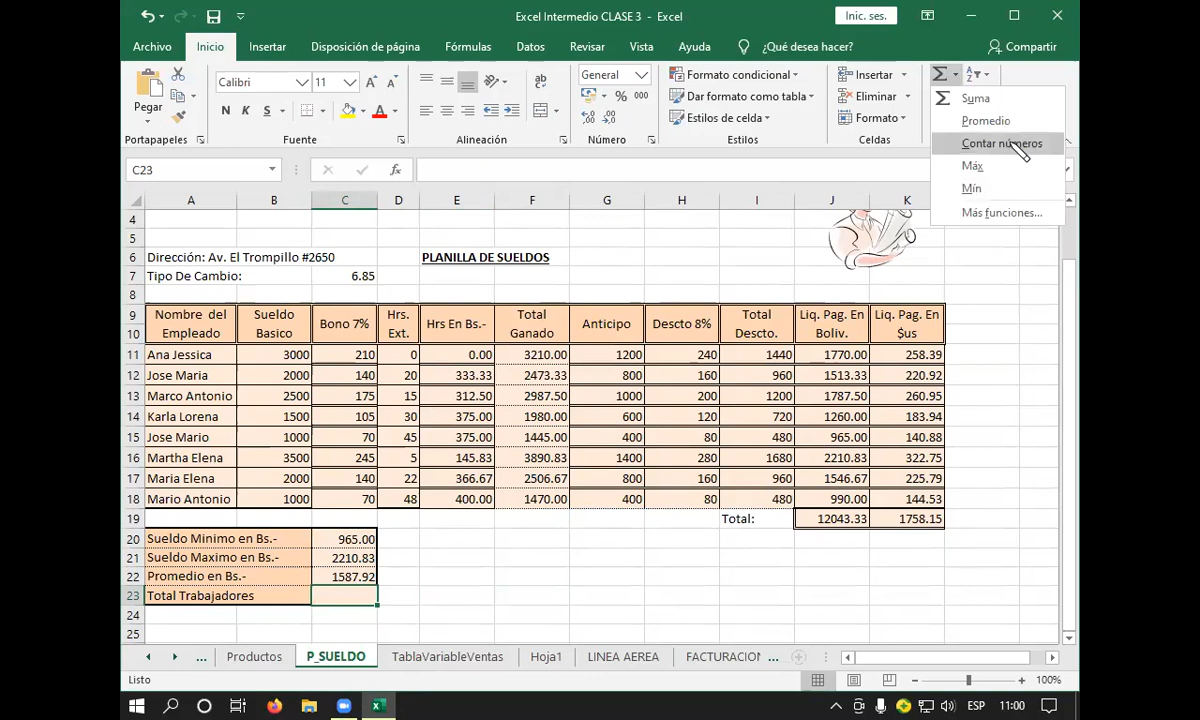 Excel Intermedio CLASE 3 - Excel
Inic. ses.
Archivo Inicio Insertar Disposición de página Fórmulas Datos Revisar Vista Ayuda ¿Qué desea hacer? Compartir
Pegar
Portapapeles
Calibri 11
N K S
Fuente
Alineación
General
% 000
Número
Formato condicional
Dar formato como tabla
Estilos de celda
Estilos
Insertar
Eliminar
Formato
Celdas
Suma
Promedio
Contar números
Máx
Mín
Más funciones...
C23
fx
A B C D E F G H I J K
4
5
6 Dirección: Av. El Trompillo #2650 PLANILLA DE SUELDOS
7 Tipo De Cambio: 6.85
8
9 Nombre del Sueldo Bono 7% Hrs. Hrs En Bs.- Total Anticipo Descto 8% Total Liq. Pag. En Liq. Pag. En
10 Empleado Basico Ext. Ganado Descto. Boliv. $us
11 Ana Jessica 3000 210 0 0.00 3210.00 1200 240 1440 1770.00 258.39
12 Jose Maria 2000 140 20 333.33 2473.33 800 160 960 1513.33 220.92
13 Marco Antonio 2500 175 15 312.50 2987.50 1000 200 1200 1787.50 260.95
14 Karla Lorena 1500 105 30 375.00 1980.00 600 120 720 1260.00 183.94
15 Jose Mario 1000 70 45 375.00 1445.00 400 80 480 965.00 140.88
16 Martha Elena 3500 245 5 145.83 3890.83 1400 280 1680 2210.83 322.75
17 Maria Elena 2000 140 22 366.67 2506.67 800 160 960 1546.67 225.79
18 Mario Antonio 1000 70 48 400.00 1470.00 400 80 480 990.00 144.53
19 Total: 12043.33 1758.15
20 Sueldo Minimo en Bs.- 965.00
21 Sueldo Maximo en Bs.- 2210.83
22 Promedio en Bs.- 1587.92
23 Total Trabajadores
24
25
... Productos P_SUELDO TablaVariableVentas Hoja1 LINEA AEREA FACTURACION ...
Listo 100%
ESP 11:00